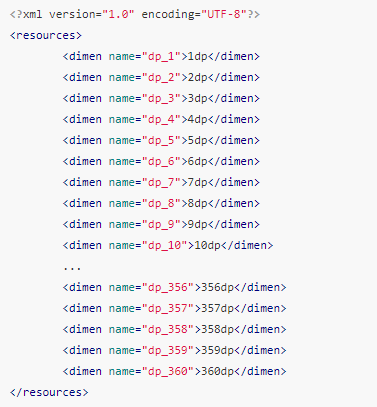 <?xml version="1.0" encoding="UTF-8"?>
<resources>
<dimen name="dp_1">1dp</dimen>
<dimen name="dp_2">2dp</dimen>
<dimen name="dp_3">3dp</dimen>
<dimen name="dp_4">4dp</dimen>
<dimen name="dp_5">5dp</dimen>
<dimen name="dp_6">6dp</dimen>
<dimen name="dp_7">7dp</dimen>
<dimen name="dp_8">8dp</dimen>
<dimen name="dp_9">9dp</dimen>
<dimen name="dp_10">10dp</dimen>
...
<dimen name="dp_356">356dp</dimen>
<dimen name="dp_357">357dp</dimen>
<dimen name="dp_358">358dp</dimen>
<dimen name="dp_359">359dp</dimen>
<dimen name="dp_360">360dp</dimen>
</resources>